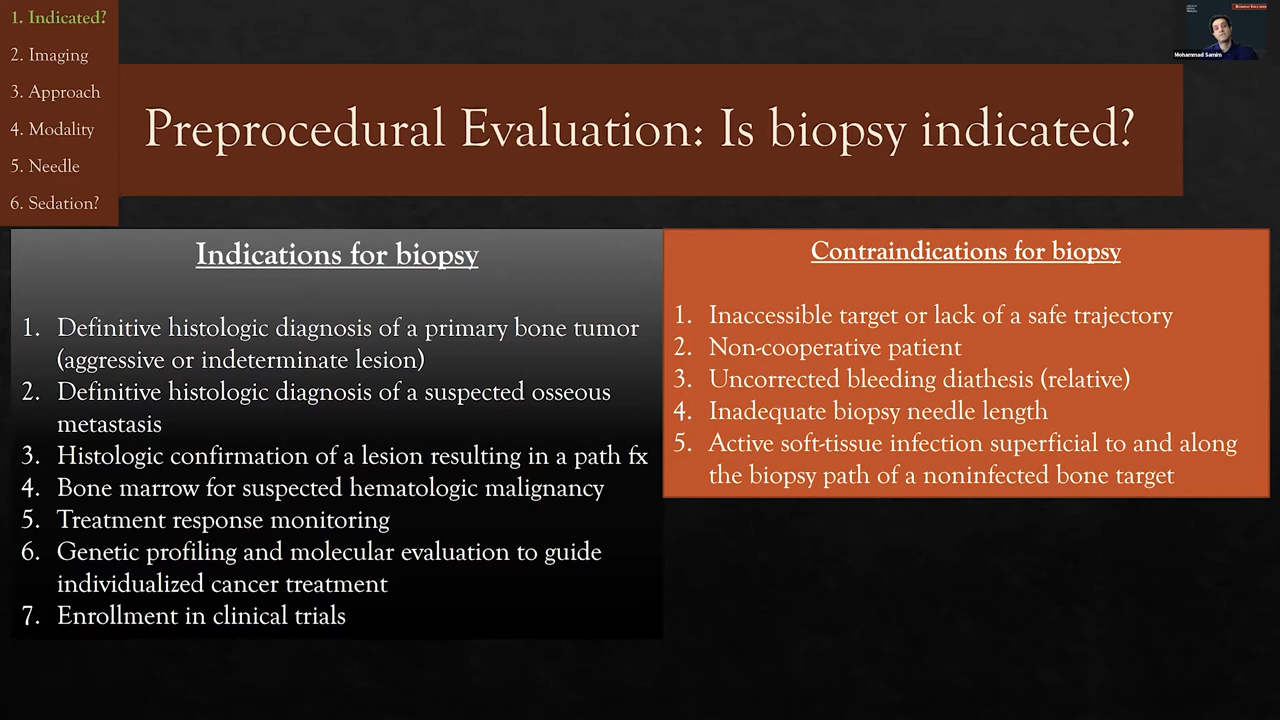 1. Indicated?
2. Imaging
3. Approach
4. Modality
5. Needle
6. Sedation?
Mohammad Samim
Preprocedural Evaluation: Is biopsy indicated?
Indications for biopsy
1. Definitive histologic diagnosis of a primary bone tumor
(aggressive or indeterminate lesion)
2. Definitive histologic diagnosis of a suspected osseous
metastasis
3. Histologic confirmation of a lesion resulting in a path fx
4. Bone marrow for suspected hematologic malignancy
5. Treatment response monitoring
6. Genetic profiling and molecular evaluation to guide
individualized cancer treatment
7. Enrollment in clinical trials
Contraindications for biopsy
1. Inaccessible target or lack of a safe trajectory
2. Non-cooperative patient
3. Uncorrected bleeding diathesis (relative)
4. Inadequate biopsy needle length
5. Active soft-tissue infection superficial to and along
the biopsy path of a noninfected bone target